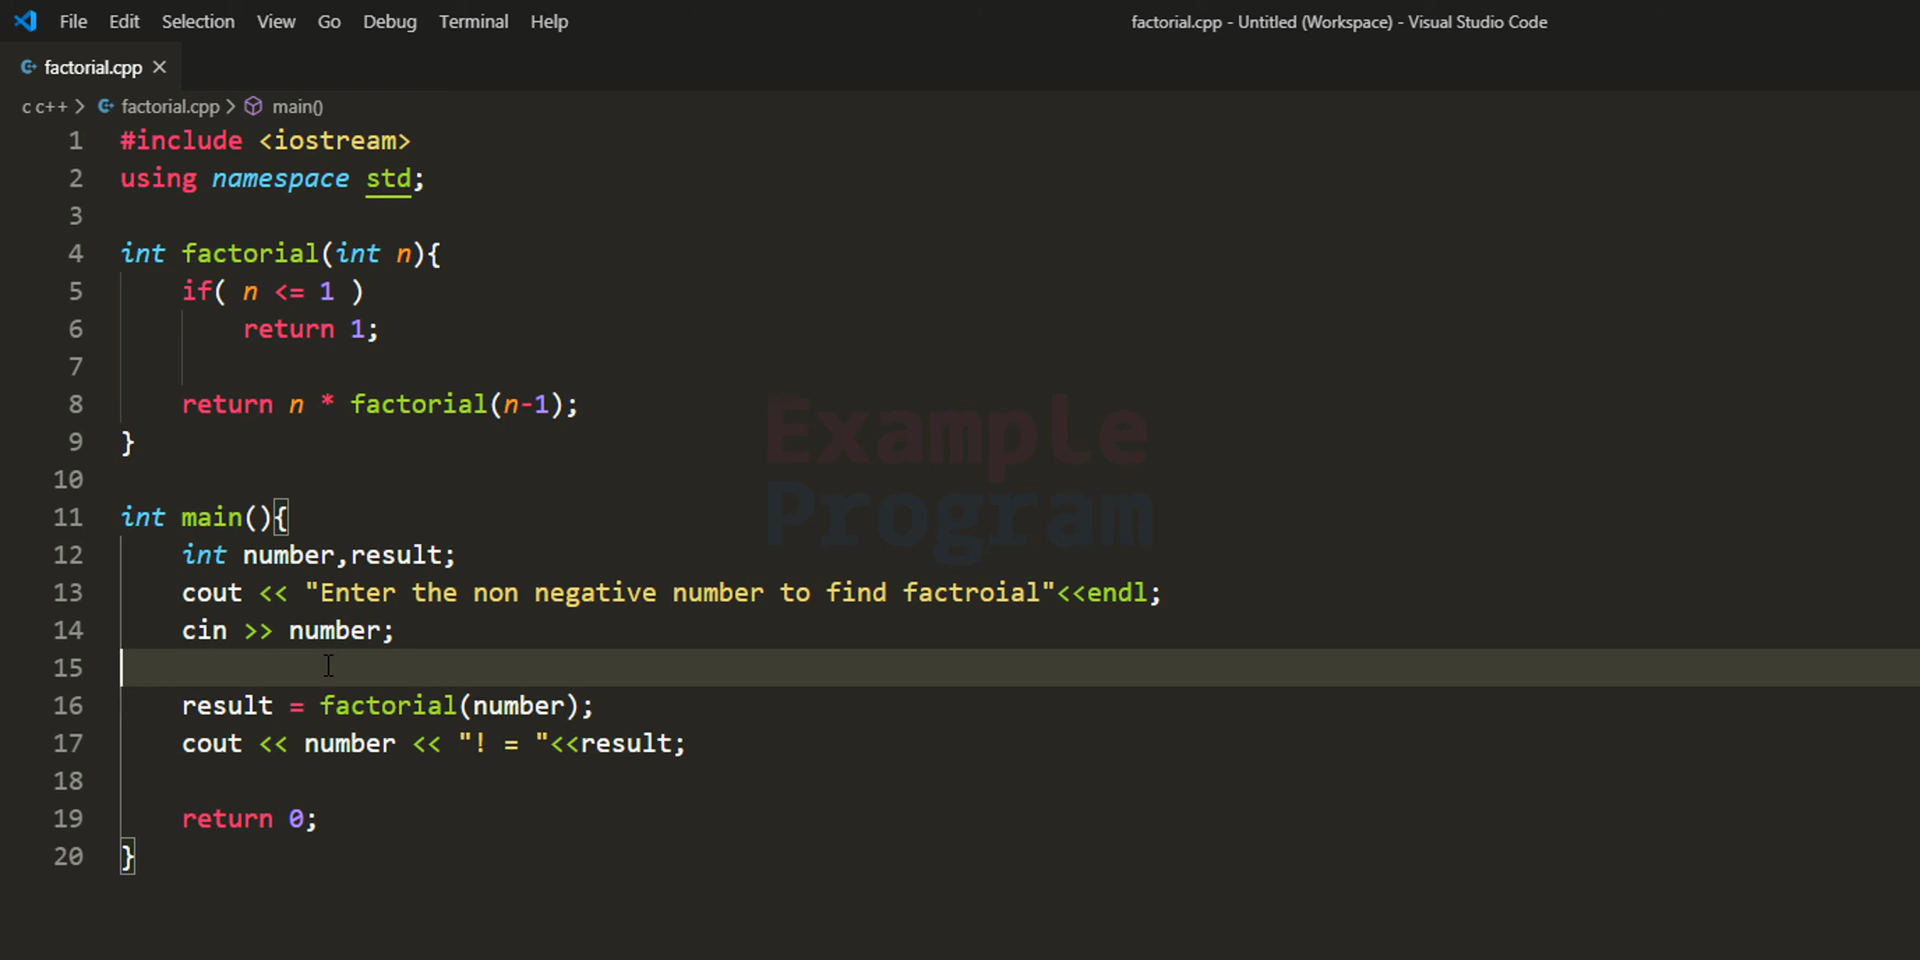 File Edit Selection View Go Debug Terminal Help factorial.cpp - Untitled (Workspace) - Visual Studio Code
factorial.cpp ×
c c++ > factorial.cpp > main()
1 #include <iostream>
2 using namespace std;
3
4 int factorial(int n){
5     if( n <= 1 )
6         return 1;
7
8     return n * factorial(n-1);
9 }
10
11 int main(){
12     int number,result;
13     cout << "Enter the non negative number to find factroial"<<endl;
14     cin >> number;
15
16     result = factorial(number);
17     cout << number << "! = "<<result;
18
19     return 0;
20 }
Example
Program